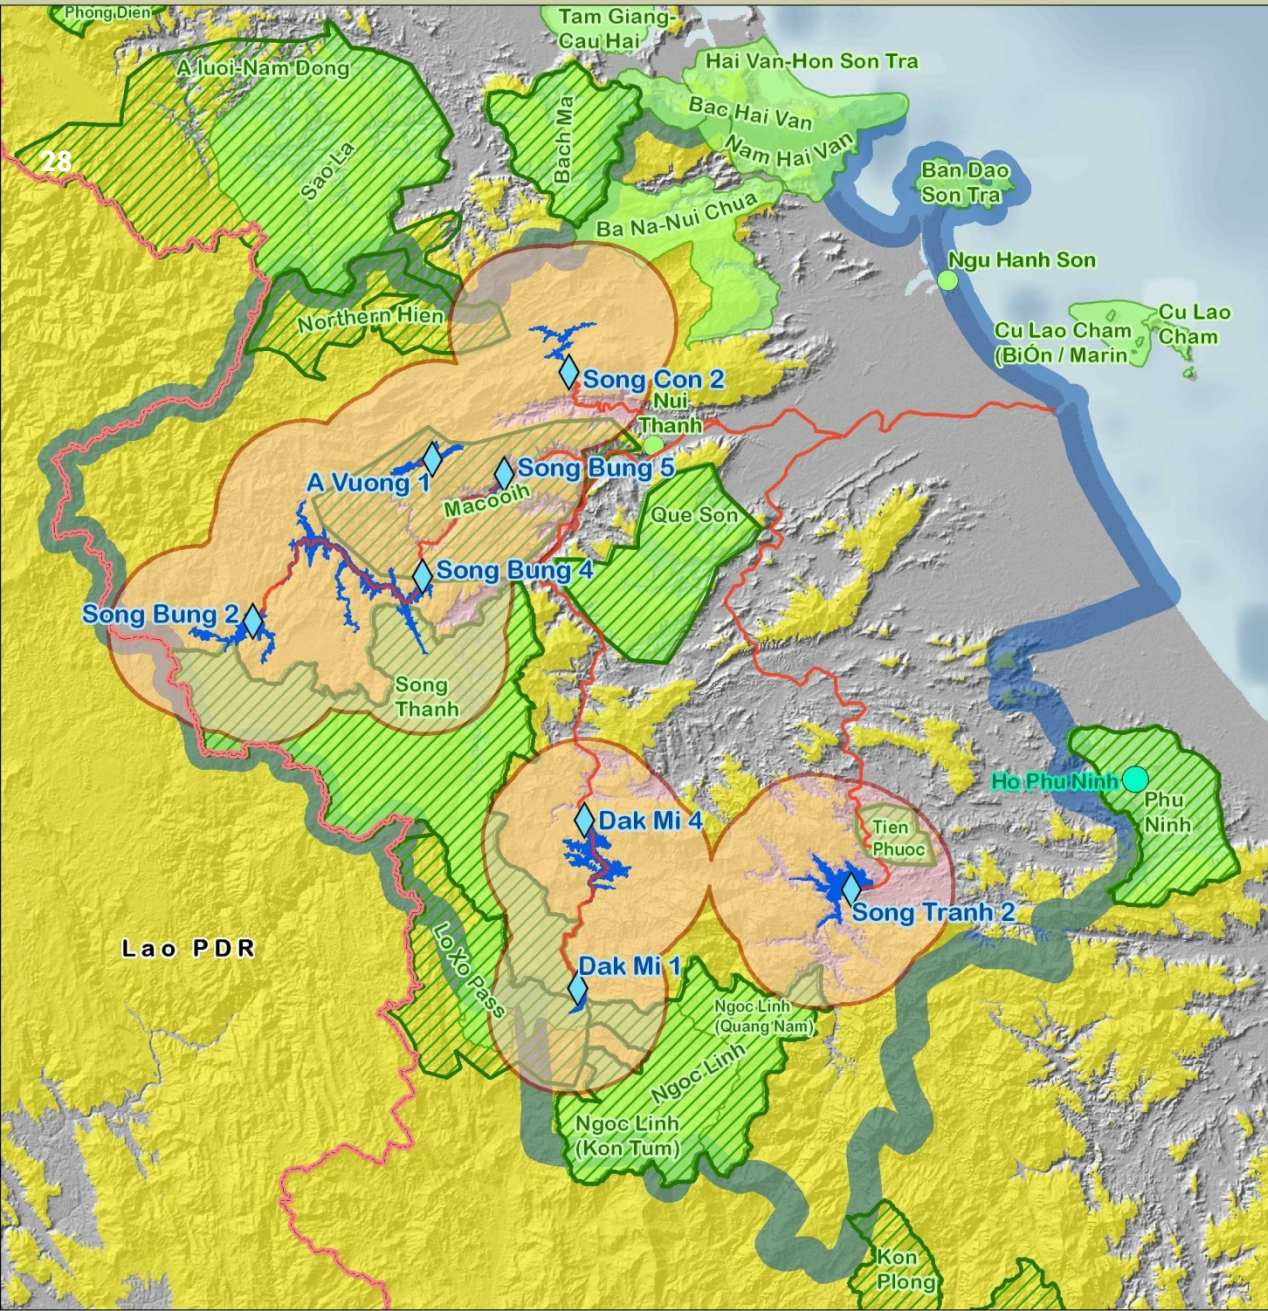 Phong Dien
Tam Giang-
Cau Hai
A luoi-Nam Dong
Hai Van-Hon Son Tra
Bac Hai Van
Nam Hai Van
Bach Ma
28
Sao La
Ban Dao
Son Tra
Ba Na-Nui Chua
Ngu Hanh Son
Northern Hien
Cu Lao Cham
(BiÓn / Marin
Cu Lao
Cham
Song Con 2
Nui
Thanh
A Vuong 1
Song Bung 5
Macooih
Que Son
Song Bung 4
Song Bung 2
Song
Thanh
Ho Phu Ninh
Phu
Ninh
Dak Mi 4
Tien
Phuoc
Song Tranh 2
Lao PDR
Lo Xo Pass
Dak Mi 1
Ngoc Linh
(Quang Nam)
Ngoc Linh
Ngoc Linh
(Kon Tum)
Kon
Plong